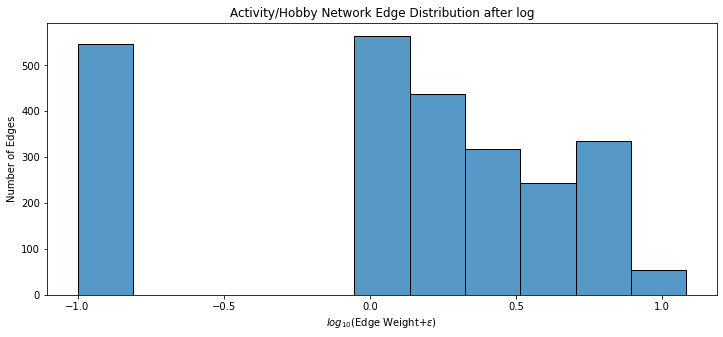 Activity/Hobby Network Edge Distribution after log
Number of Edges
500
400
300
200
100
0
−1.0 −0.5 0.0 0.5 1.0
log₁₀(Edge Weight+ε)